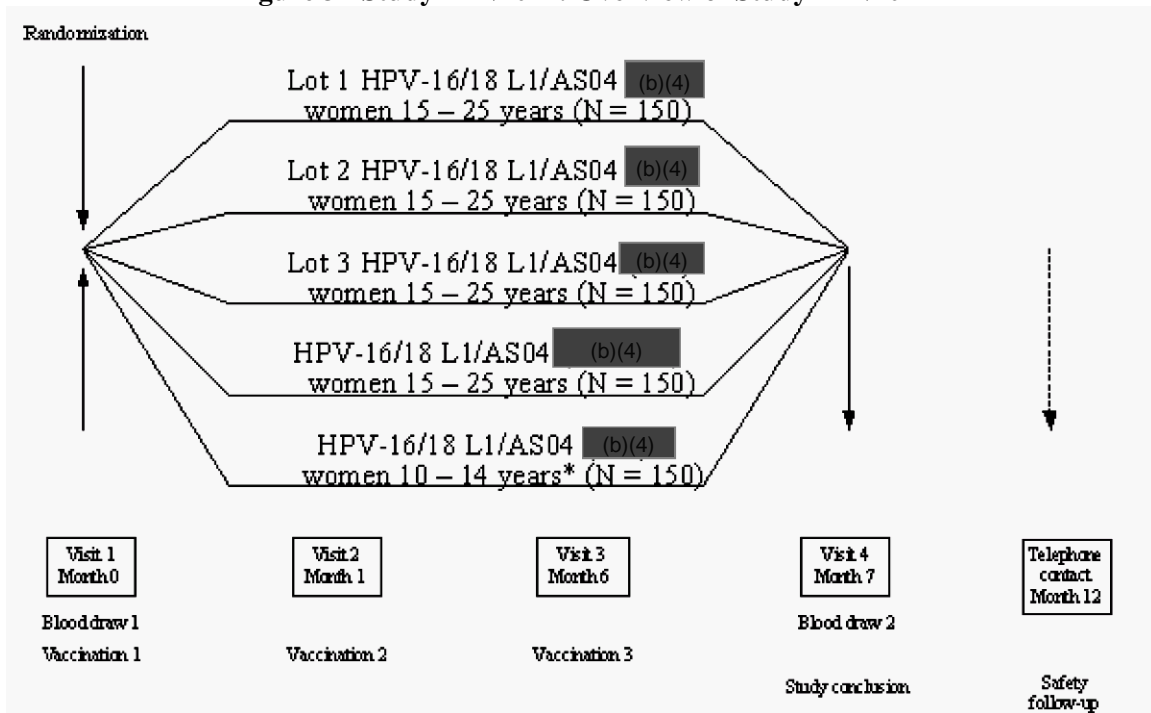 Randomization
Lot 1 HPV-16/18 L1/AS04 (b)(4)
women 15 – 25 years (N = 150)
Lot 2 HPV-16/18 L1/AS04 (b)(4)
women 15 – 25 years (N = 150)
Lot 3 HPV-16/18 L1/AS04 (b)(4)
women 15 – 25 years (N = 150)
HPV-16/18 L1/AS04 (b)(4)
women 15 – 25 years (N = 150)
HPV-16/18 L1/AS04 (b)(4)
women 10 – 14 years* (N = 150)
Visit 1
Month 0
Visit 2
Month 1
Visit 3
Month 6
Visit 4
Month 7
Telephone
contact
Month 12
Blood draw 1
Blood draw 2
Vaccination 1
Vaccination 2
Vaccination 3
Study conclusion
Safety
follow-up